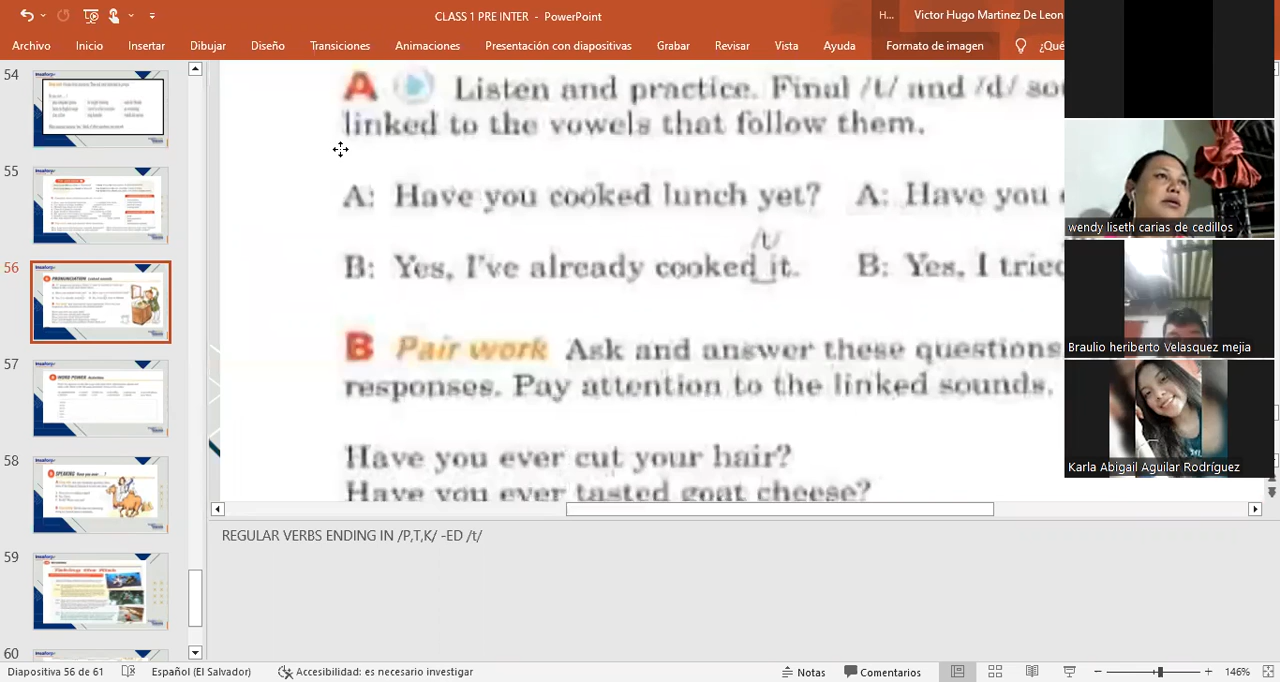 CLASS 1 PRE INTER - PowerPoint
H...
Victor Hugo Martinez De Leon
Archivo Inicio Insertar Dibujar Diseño Transiciones Animaciones Presentación con diapositivas Grabar Revisar Vista Ayuda Formato de imagen ¿Qué
54
55
56
57
58
59
60
A Listen and practice. Final /t/ and /d/ sou
linked to the vowels that follow them.
A: Have you cooked lunch yet? A: Have you
/t/
B: Yes, I've already cooked it. B: Yes, I tried
B Pair work Ask and answer these questions
responses. Pay attention to the linked sounds.
Have you ever cut your hair?
Have you ever tasted goat cheese?
REGULAR VERBS ENDING IN /P,T,K/ -ED /t/
wendy liseth carias de cedillos
Braulio heriberto Velasquez mejia
Karla Abigail Aguilar Rodríguez
Diapositiva 56 de 61 Español (El Salvador) Accesibilidad: es necesario investigar Notas Comentarios 146%